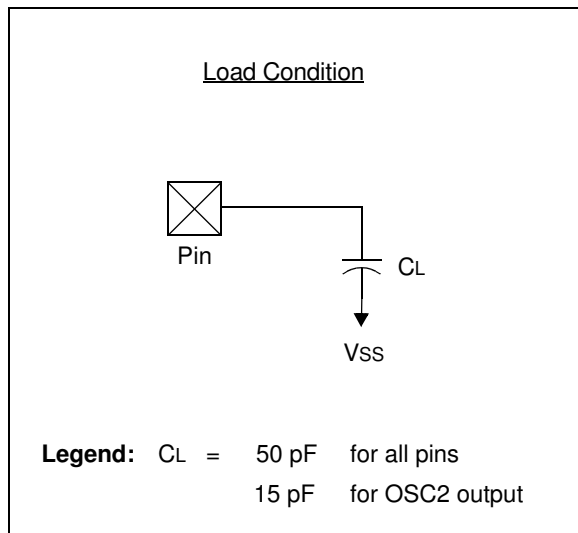 Load Condition
Pin
CL
VSS
Legend: CL = 50 pF for all pins
15 pF for OSC2 output